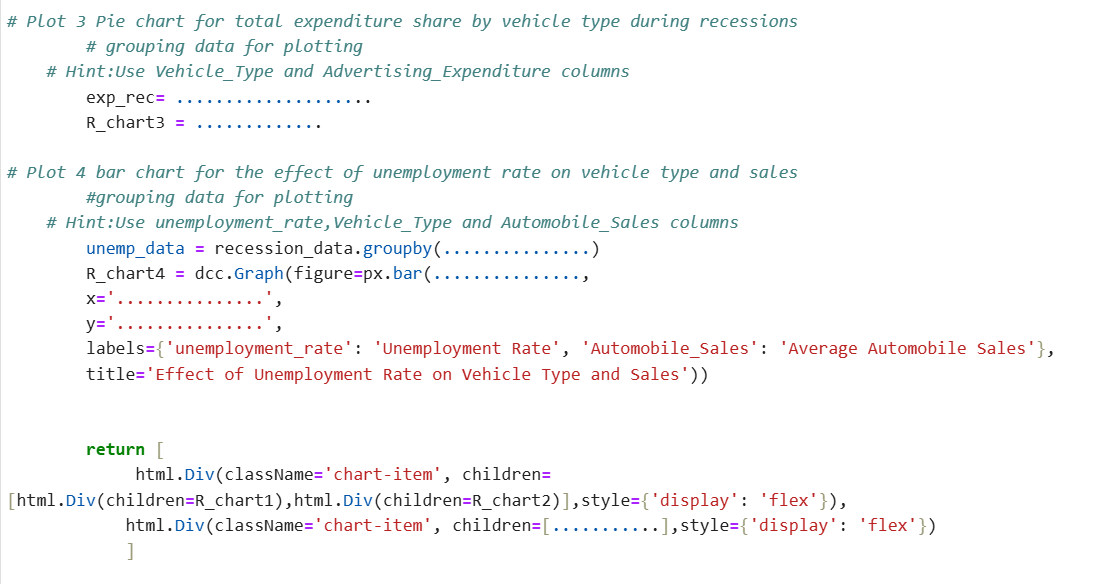 # Plot 3 Pie chart for total expenditure share by vehicle type during recessions
# grouping data for plotting
# Hint:Use Vehicle_Type and Advertising_Expenditure columns
exp_rec= ....................
R_chart3 = .............

# Plot 4 bar chart for the effect of unemployment rate on vehicle type and sales
#grouping data for plotting
# Hint:Use unemployment_rate,Vehicle_Type and Automobile_Sales columns
unemp_data = recession_data.groupby(...............)
R_chart4 = dcc.Graph(figure=px.bar(...............,
x='...............',
y='...............',
labels={'unemployment_rate': 'Unemployment Rate', 'Automobile_Sales': 'Average Automobile Sales'},
title='Effect of Unemployment Rate on Vehicle Type and Sales'))

return [
html.Div(className='chart-item', children=
[html.Div(children=R_chart1),html.Div(children=R_chart2)],style={'display': 'flex'}),
html.Div(className='chart-item', children=[...........],style={'display': 'flex'})
]